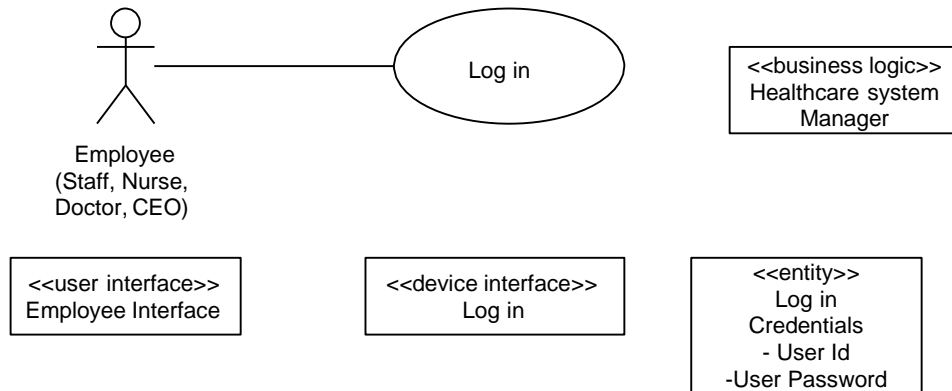 Log in
<<business logic>>
Healthcare system
Manager
Employee
(Staff, Nurse,
Doctor, CEO)
<<user interface>>
Employee Interface
<<device interface>>
Log in
<<entity>>
Log in
Credentials
- User Id
-User Password